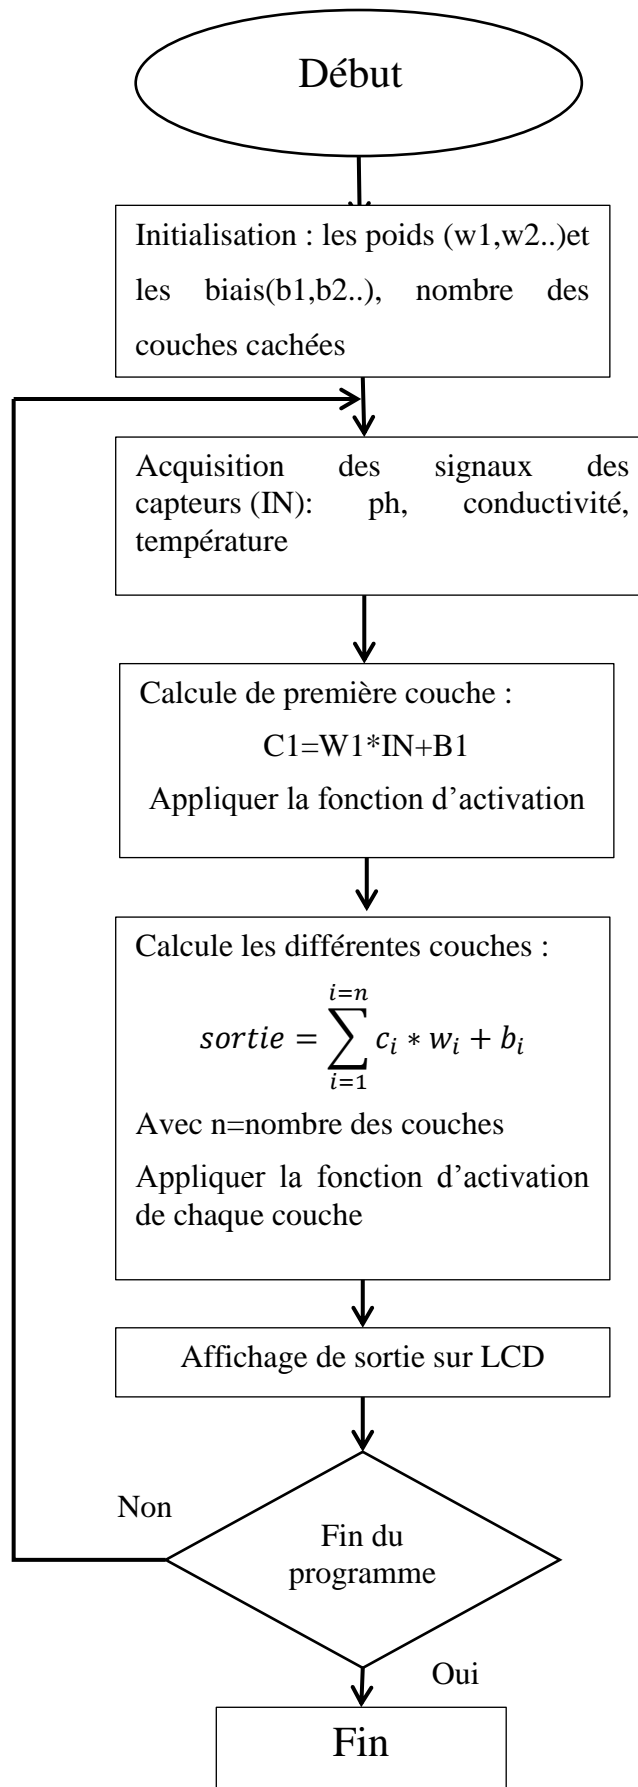 Début
Initialisation : les poids (w1,w2..)et
les biais(b1,b2..), nombre des
couches cachées
Acquisition des signaux des
capteurs (IN): ph, conductivité,
température
Calcule de première couche :
C1=W1*IN+B1
Appliquer la fonction d’activation
Calcule les différentes couches :
$sortie = \sum_{i=1}^{i=n} c_i * w_i + b_i$
Avec n=nombre des couches
Appliquer la fonction d’activation
de chaque couche
Affichage de sortie sur LCD
Non
Fin du
programme
Oui
Fin